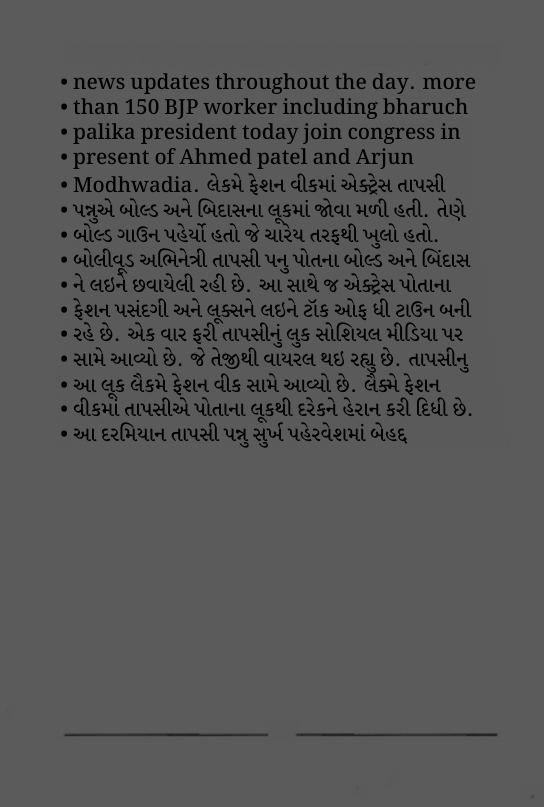 • news updates throughout the day. more
• than 150 BJP worker including bharuch
• palika president today join congress in
• present of Ahmed patel and Arjun
• Modhwadia. લેકમે ફેશન વીકમાં એક્ટ્રેસ તાપસી
• પન્નુએ બોલ્ડ અને બિદાસના લૂકમાં જોવા મળી હતી. તેણે
• બોલ્ડ ગાઉન પહેર્યો હતો જે ચારેય તરફથી ખુલો હતો.
• બોલીવૂડ અભિનેત્રી તાપસી પનુ પોતના બોલ્ડ અને બિંદાસ
• ને લઇને છવાયેલી રહી છે. આ સાથે જ એક્ટ્રેસ પોતાના
• ફેશન પસંદગી અને લૂક્સને લઇને ટૉક ઓફ ધી ટાઉન બની
• રહે છે. એક વાર ફરી તાપસીનું લુક સોશિયલ મીડિયા પર
• સામે આવ્યો છે. જે તેજીથી વાયરલ થઇ રહ્યુ છે. તાપસીનુ
• આ લૂક લૈકમે ફેશન વીક સામે આવ્યો છે. લૈક્મે ફેશન
• વીકમાં તાપસીએ પોતાના લૂકથી દરેકને હેરાન કરી દિધી છે.
• આ દરમિયાન તાપસી પન્નુ સુર્ખ પહેરવેશમાં બેહદ્દ